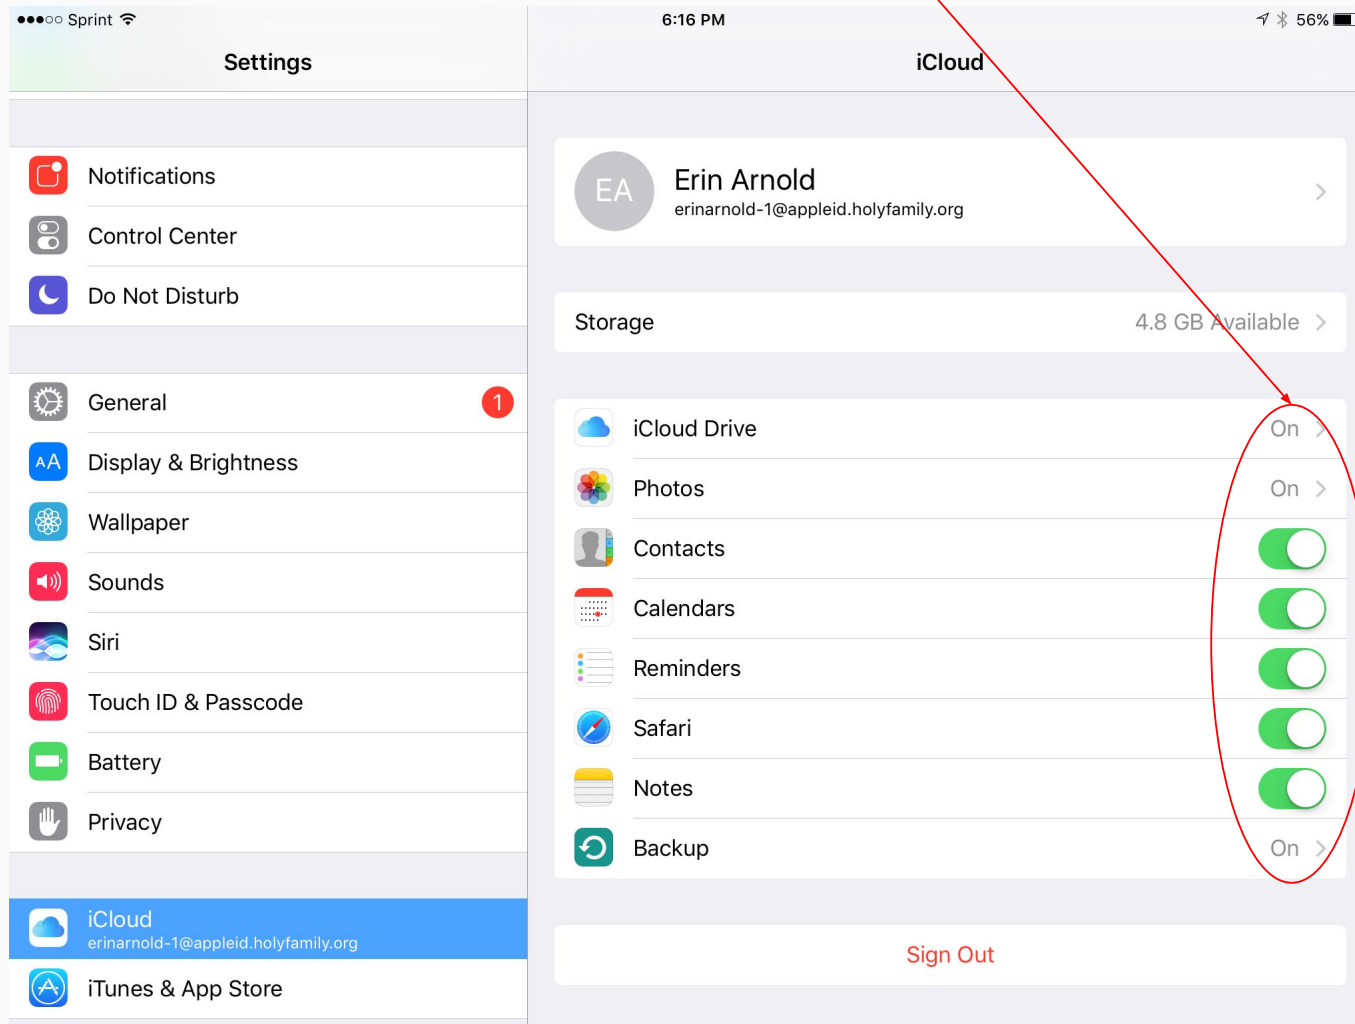 Sprint
6:16 PM
56%
Settings
iCloud
Notifications
Control Center
Do Not Disturb
General
1
AA
Display & Brightness
Wallpaper
Sounds
Siri
Touch ID & Passcode
Battery
Privacy
iCloud
erinarnold-1@appleid.holyfamily.org
iTunes & App Store
EA
Erin Arnold
erinarnold-1@appleid.holyfamily.org
Storage
4.8 GB Available
iCloud Drive
On
Photos
On
Contacts
Calendars
Reminders
Safari
Notes
Backup
On
Sign Out